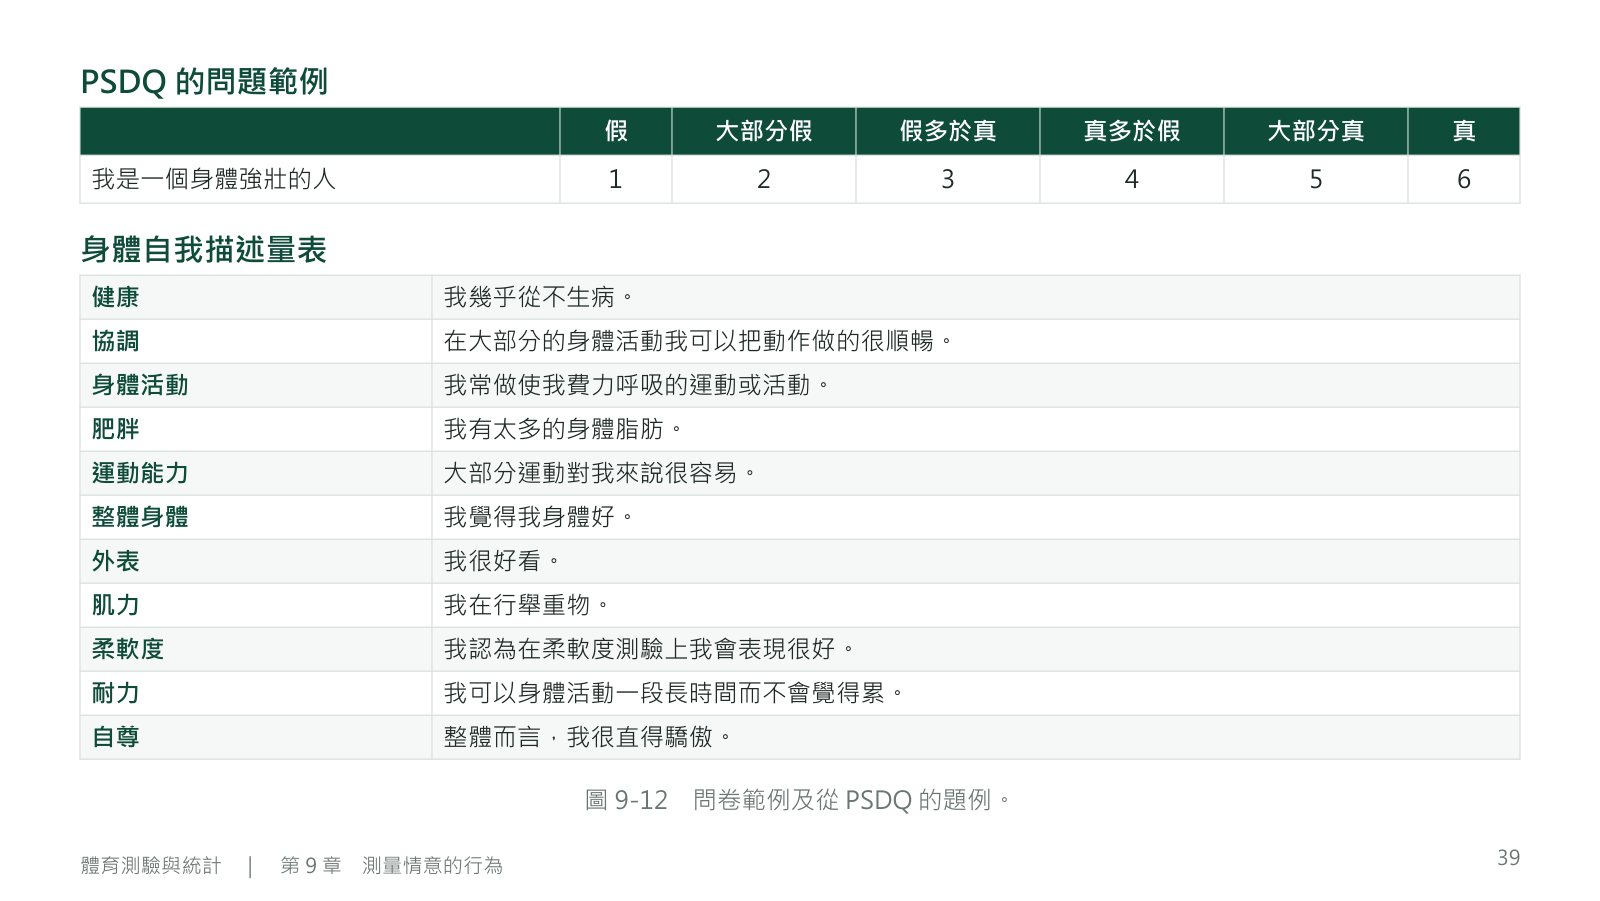 PSDQ 的問題範例
假 大部分假 假多於真 真多於假 大部分真 真
我是一個身體強壯的人 1 2 3 4 5 6
身體自我描述量表
健康 我幾乎從不生病。
協調 在大部分的身體活動我可以把動作做的很順暢。
身體活動 我常做使我費力呼吸的運動或活動。
肥胖 我有太多的身體脂肪。
運動能力 大部分運動對我來說很容易。
整體身體 我覺得我身體好。
外表 我很好看。
肌力 我在行舉重物。
柔軟度 我認為在柔軟度測驗上我會表現很好。
耐力 我可以身體活動一段長時間而不會覺得累。
自尊 整體而言，我很直得驕傲。
圖 9-12 問卷範例及從 PSDQ 的題例。
體育測驗與統計 | 第 9 章 測量情意的行為
39